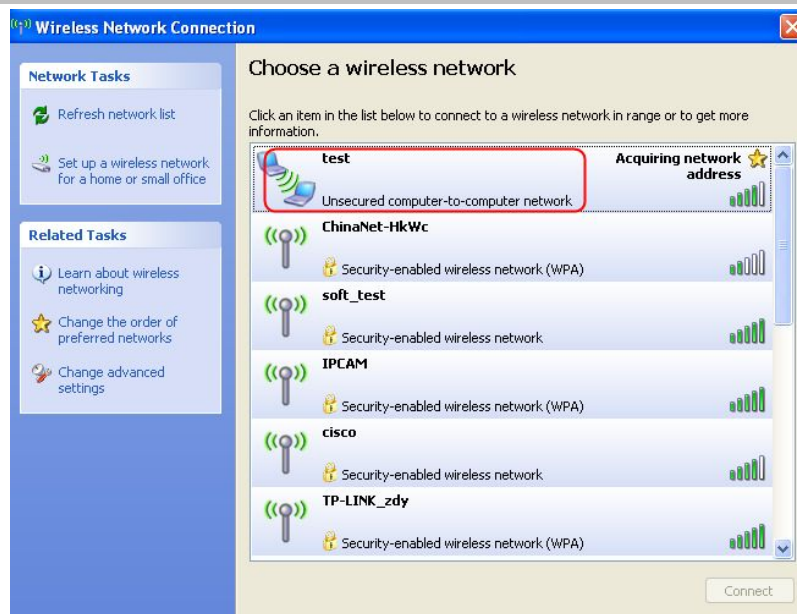 Wireless Network Connection
Network Tasks
Refresh network list
Set up a wireless network
for a home or small office
Related Tasks
Learn about wireless
networking
Change the order of
preferred networks
Change advanced
settings
Choose a wireless network
Click an item in the list below to connect to a wireless network in range or to get more
information.
test
Acquiring network
address
Unsecured computer-to-computer network
ChinaNet-HkWc
Security-enabled wireless network (WPA)
soft_test
Security-enabled wireless network
IPCAM
Security-enabled wireless network (WPA)
cisco
Security-enabled wireless network
TP-LINK_zdy
Security-enabled wireless network (WPA)
Connect